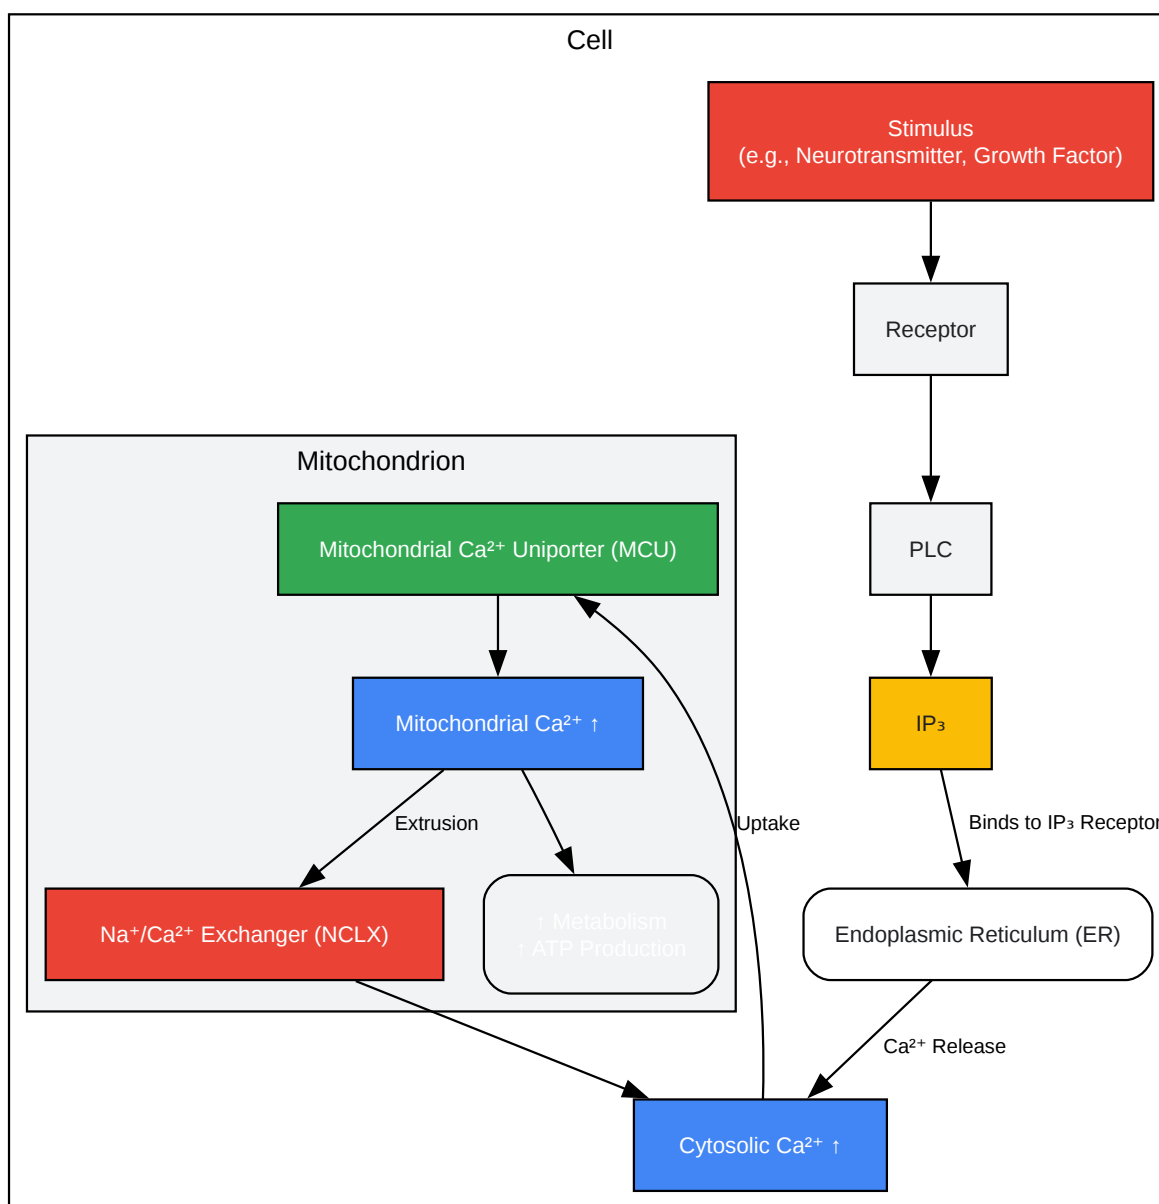 Cell
Stimulus
(e.g., Neurotransmitter, Growth Factor)
Receptor
Mitochondrion
Mitochondrial Ca²⁺ Uniporter (MCU)
PLC
Mitochondrial Ca²⁺ ↑
IP₃
Extrusion
Uptake
Binds to IP₃ Receptor
Na⁺/Ca²⁺ Exchanger (NCLX)
↑ Metabolism
↑ ATP Production
Endoplasmic Reticulum (ER)
Ca²⁺ Release
Cytosolic Ca²⁺ ↑